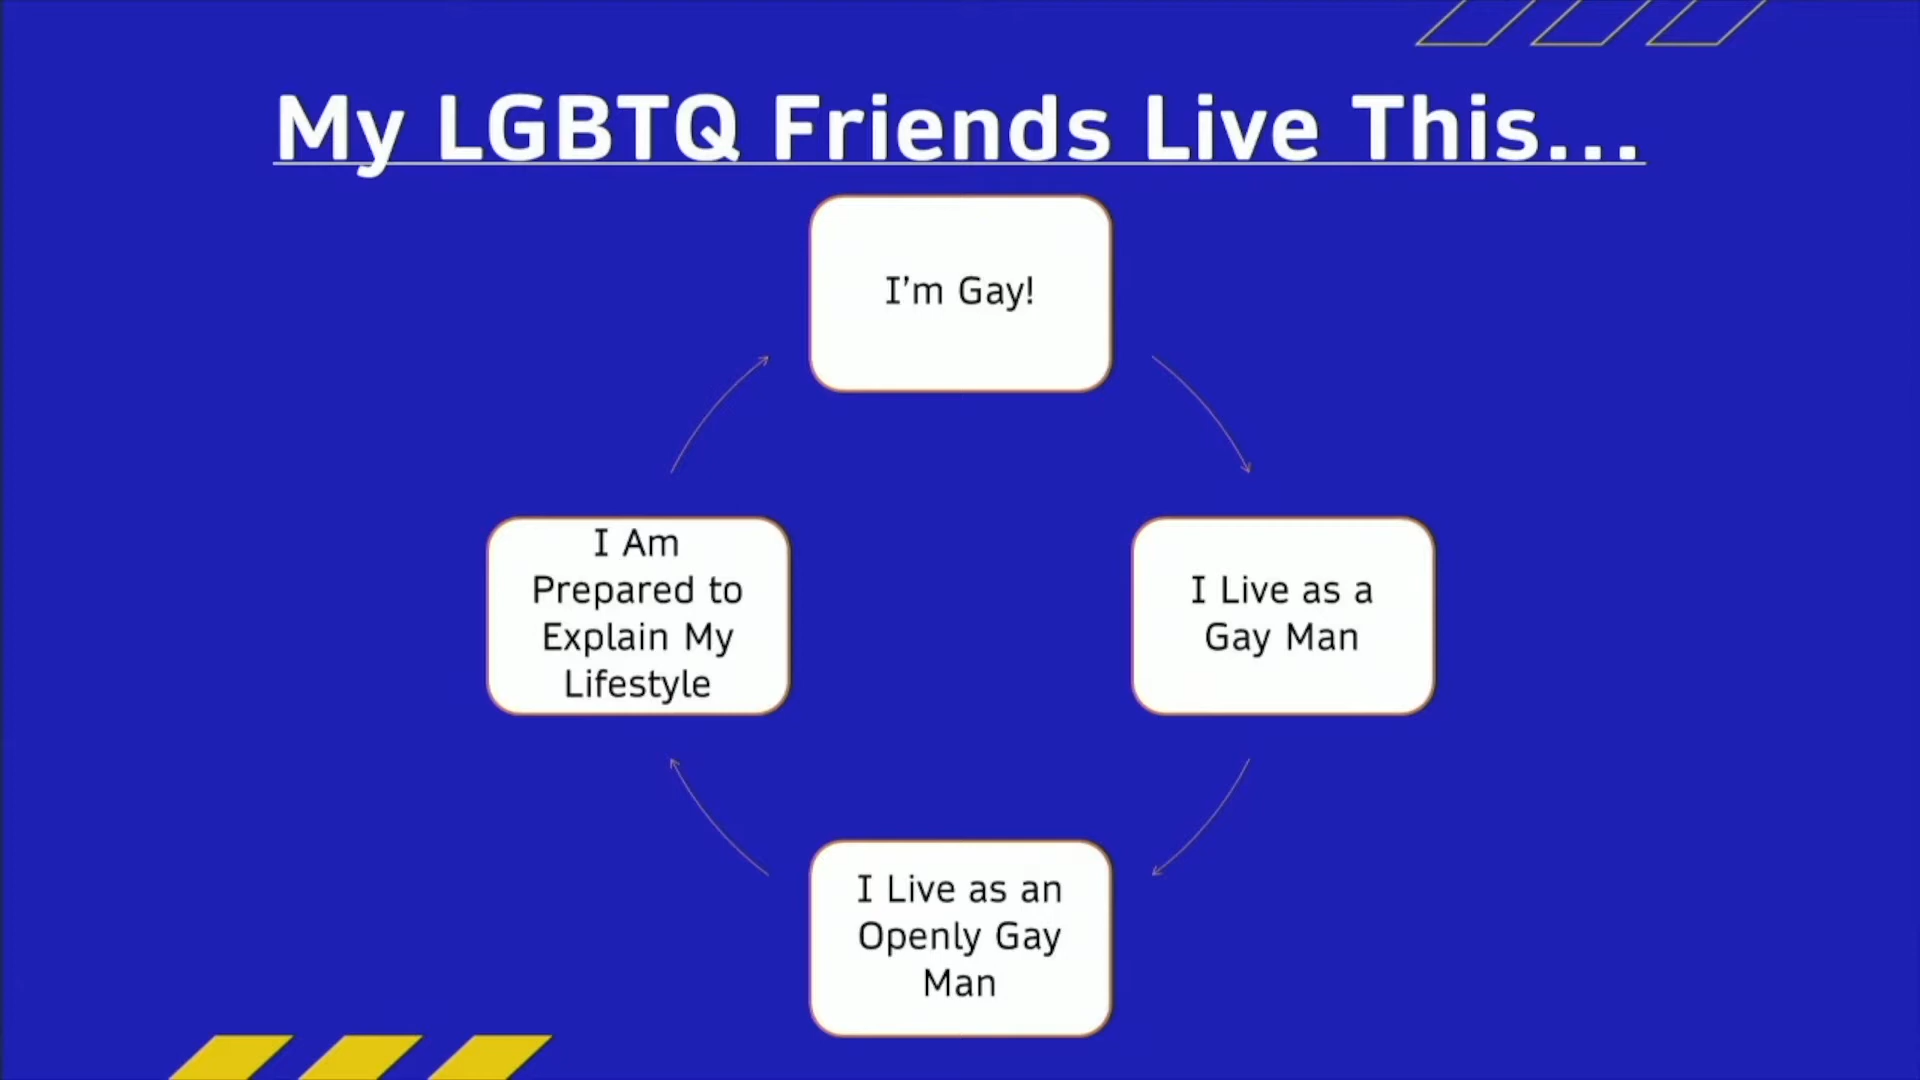 My LGBTQ Friends Live This...
I'm Gay!
I Live as a
Gay Man
I Live as an
Openly Gay
Man
I Am
Prepared to
Explain My
Lifestyle